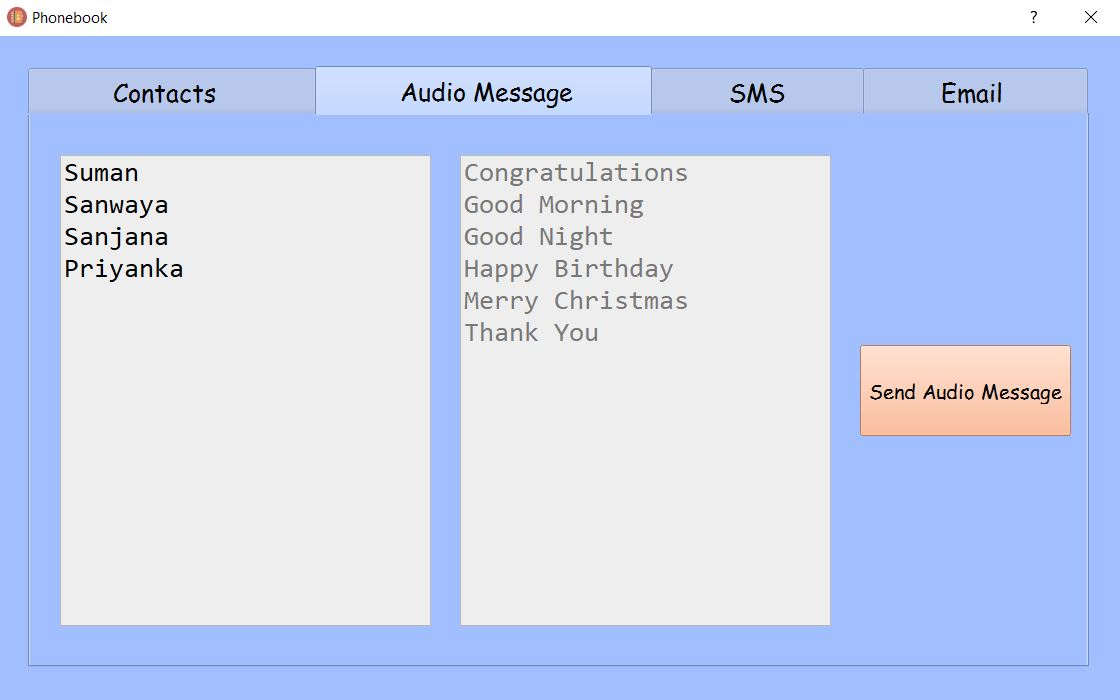 Phonebook
?
Contacts
Audio Message
SMS
Email
Suman
Sanwaya
Sanjana
Priyanka
Congratulations
Good Morning
Good Night
Happy Birthday
Merry Christmas
Thank You
Send Audio Message